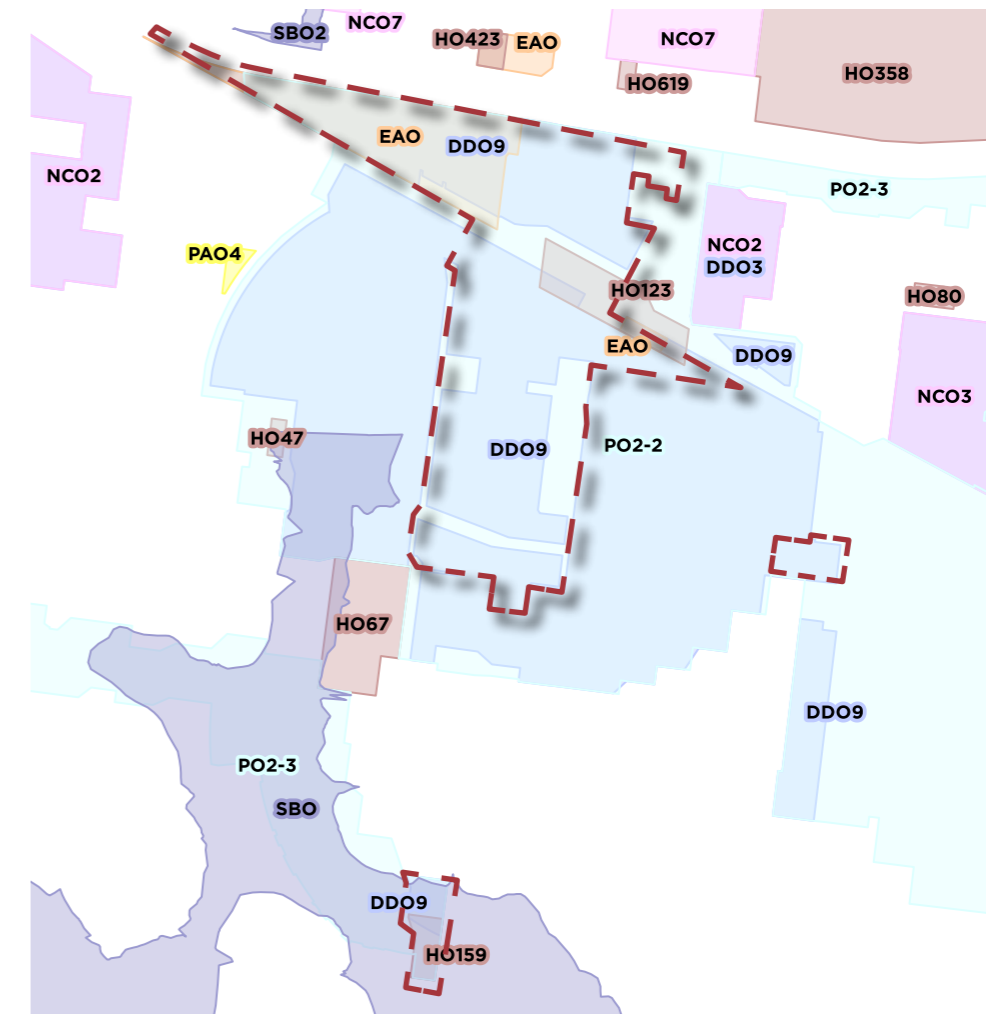 NCO7
SBO2
HO423
EAO
NCO7
HO619
HO358
EAO
DDO9
NCO2
PO2-3
NCO2
DDO3
PAO4
HO123
HO80
EAO
DDO9
NCO3
HO47
DDO9
PO2-2
HO67
DDO9
PO2-3
SBO
DDO9
HO159